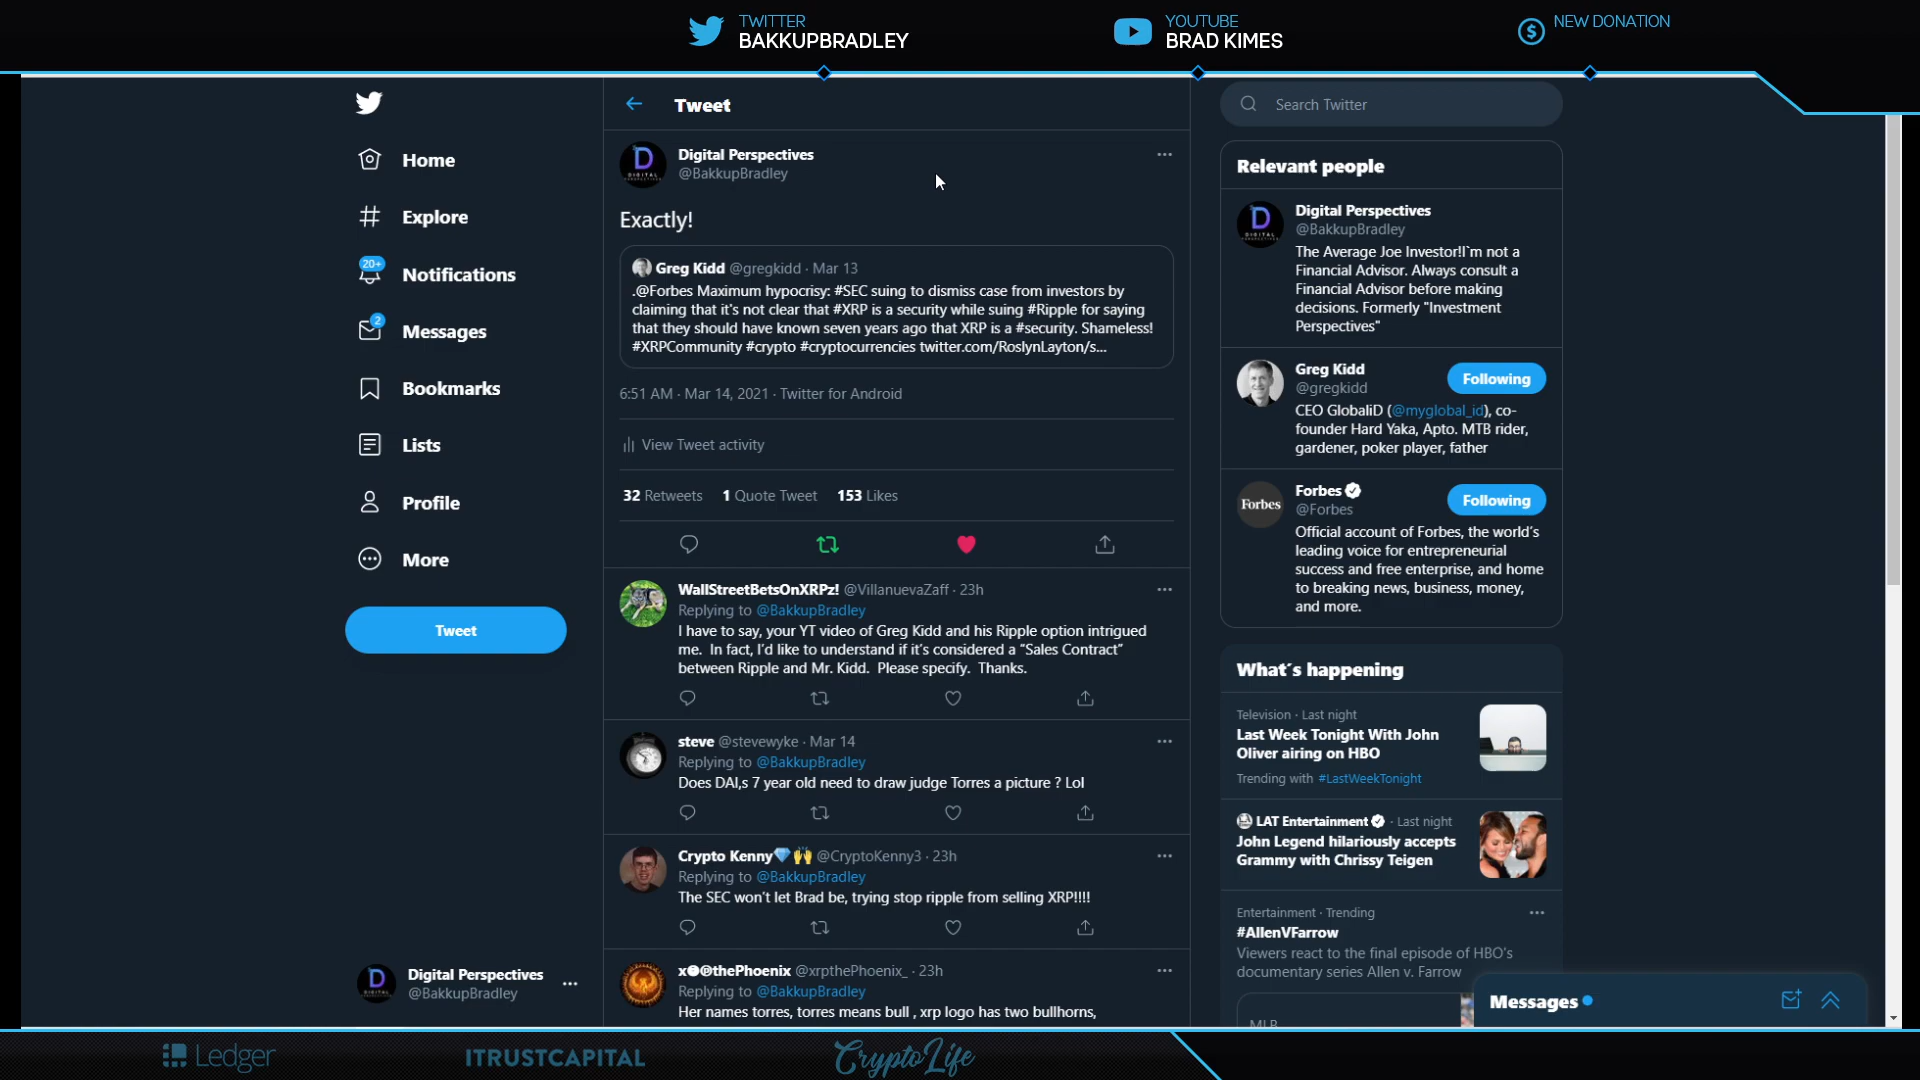 TWITTER
BAKKUPBRADLEY
YOUTUBE
BRAD KIMES
NEW DONATION
Home
Explore
20+
Notifications
2
Messages
Bookmarks
Lists
Profile
More
Tweet
Digital Perspectives
@BakkupBradley
Tweet
Digital Perspectives
@BakkupBradley
Exactly!
Greg Kidd @gregkidd · Mar 13
.@Forbes Maximum hypocrisy: #SEC suing to dismiss case from investors by
claiming that it's not clear that #XRP is a security while suing #Ripple for saying
that they should have known seven years ago that XRP is a #security. Shameless!
#XRPCommunity #crypto #cryptocurrencies twitter.com/RoslynLayton/s...
6:51 AM · Mar 14, 2021 · Twitter for Android
View Tweet activity
32 Retweets 1 Quote Tweet 153 Likes
WallStreetBetsOnXRPz! @VillanuevaZaff · 23h
Replying to @BakkupBradley
I have to say, your YT video of Greg Kidd and his Ripple option intrigued
me. In fact, I'd like to understand if it's considered a "Sales Contract"
between Ripple and Mr. Kidd. Please specify. Thanks.
steve @stevewyke · Mar 14
Replying to @BakkupBradley
Does DAI,s 7 year old need to draw judge Torres a picture ? Lol
Crypto Kenny💎🙌 @CryptoKenny3 · 23h
Replying to @BakkupBradley
The SEC won't let Brad be, trying stop ripple from selling XRP!!!!
@xrpthePhoenix_ · 23h
Replying to @BakkupBradley
Her names torres, torres means bull , xrp logo has two bullhorns,
Search Twitter
Relevant people
Digital Perspectives
@BakkupBradley
The Average Joe Investor!I`m not a
Financial Advisor. Always consult a
Financial Advisor before making
decisions. Formerly "Investment
Perspectives"
Greg Kidd
@gregkidd
Following
CEO GlobaliD (@myglobal_id), co-
founder Hard Yaka, Apto. MTB rider,
gardener, poker player, father
Forbes
@Forbes
Following
Forbes
Official account of Forbes, the world's
leading voice for entrepreneurial
success and free enterprise, and home
to breaking news, business, money,
and more.
What's happening
Television · Last night
Last Week Tonight With John
Oliver airing on HBO
Trending with #LastWeekTonight
LAT Entertainment · Last night
John Legend hilariously accepts
Grammy with Chrissy Teigen
Entertainment · Trending
#AllenVFarrow
Viewers react to the final episode of HBO's
documentary series Allen v. Farrow
MLB
Messages
Ledger
ITRUSTCAPITAL
CryptoLife